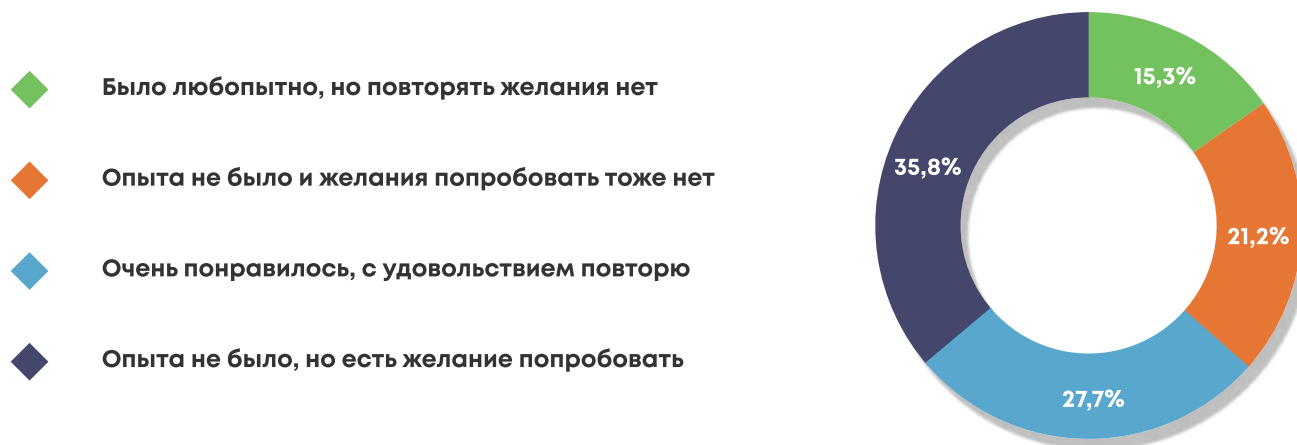 Было любопытно, но повторять желания нет
Опыта не было и желания попробовать тоже нет
Очень понравилось, с удовольствием повторю
Опыта не было, но есть желание попробовать
15,3%
35,8%
21,2%
27,7%